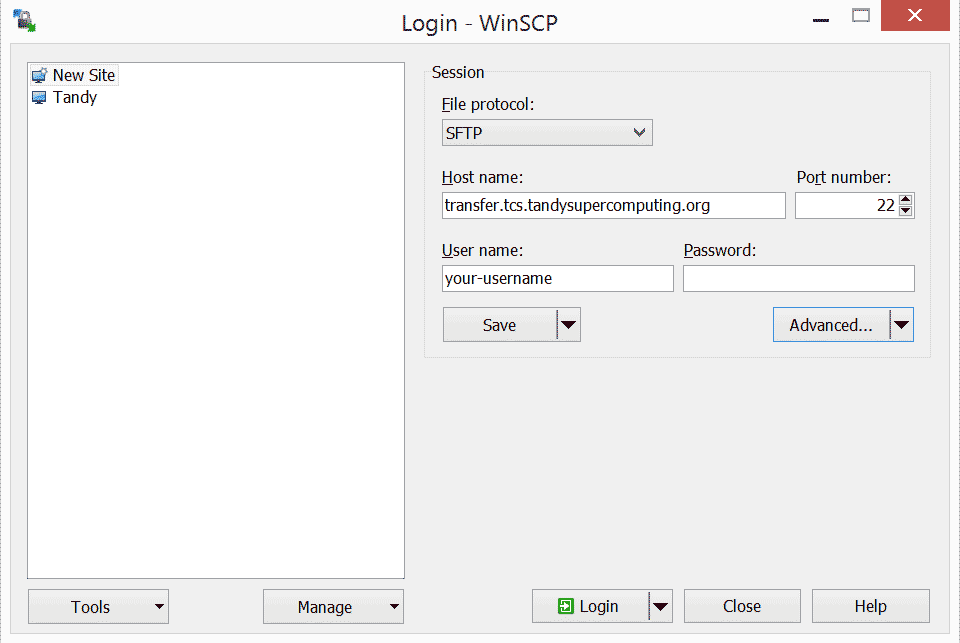 Login - WinSCP
New Site
Tandy
Session
File protocol:
SFTP
Host name:
Port number:
transfer.tcs.tandysupercomputing.org
22
User name:
Password:
your-username
Save
Advanced...
Tools
Manage
Login
Close
Help